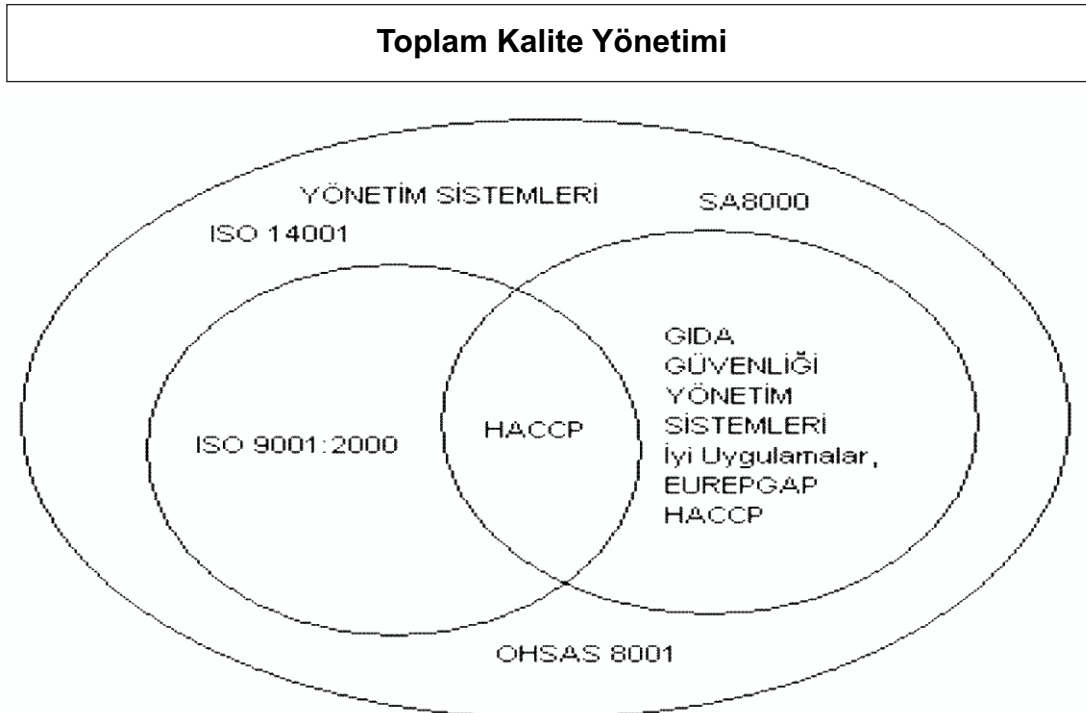 Toplam Kalite Yönetimi
YÖNETİM SİSTEMLERİ
SA8000
ISO 14001
ISO 9001:2000
HACCP
GIDA
GÜVENLİĞİ
YÖNETİM
SİSTEMLERİ
İyi Uygulamalar,
EUREPGAP
HACCP
OHSAS 8001